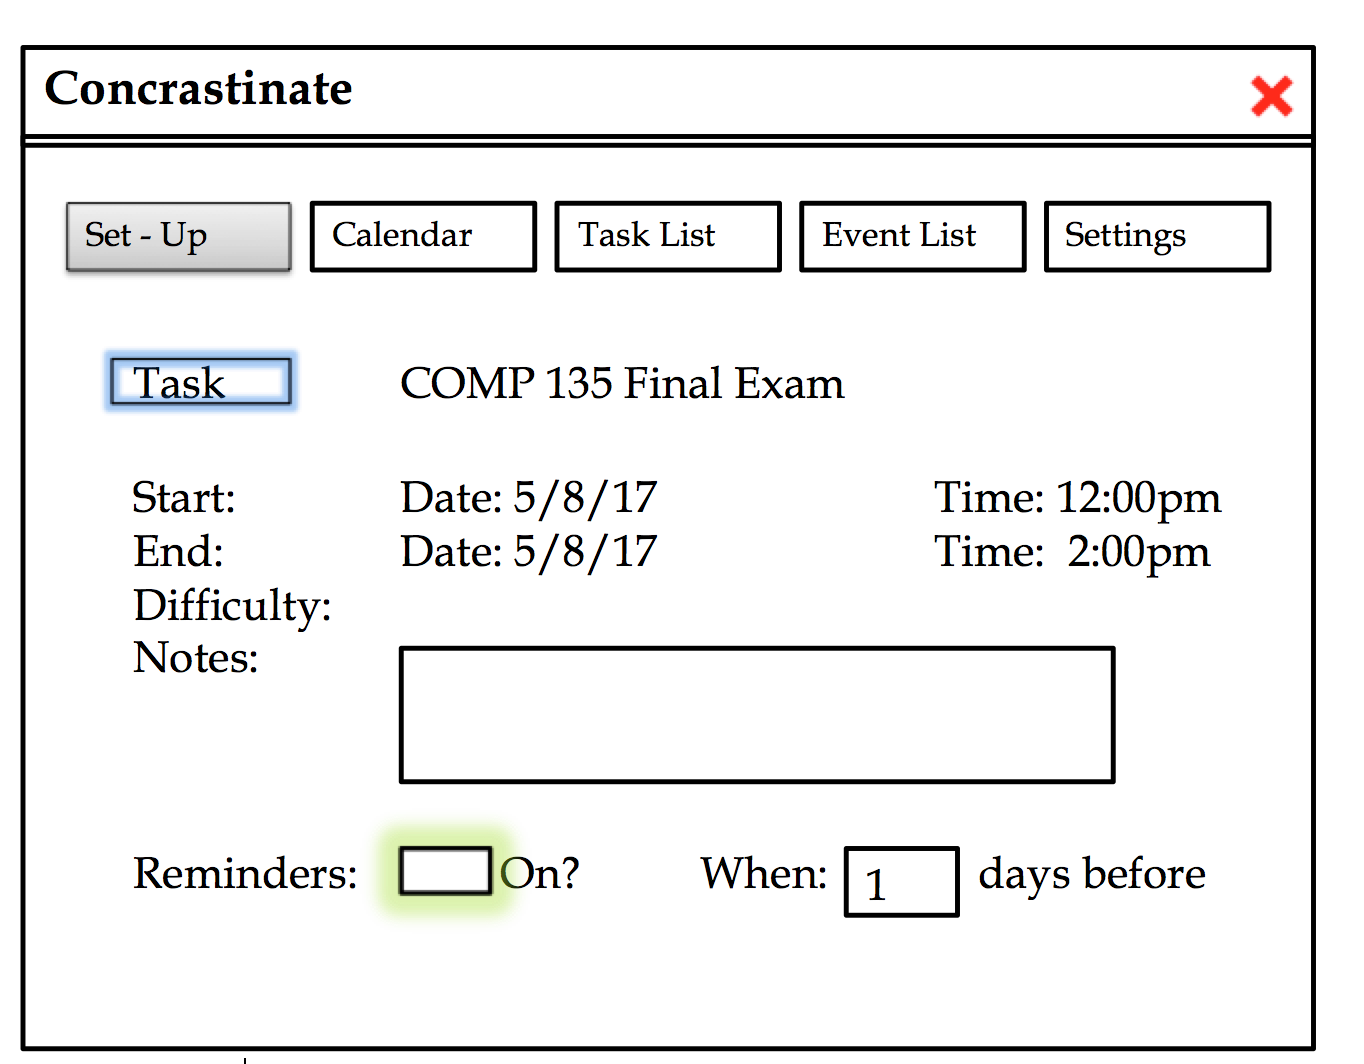 Concrastinate
Set - Up Calendar Task List Event List Settings
Task COMP 135 Final Exam
Start: Date: 5/8/17 Time: 12:00pm
End: Date: 5/8/17 Time: 2:00pm
Difficulty:
Notes:
Reminders: On? When: 1 days before